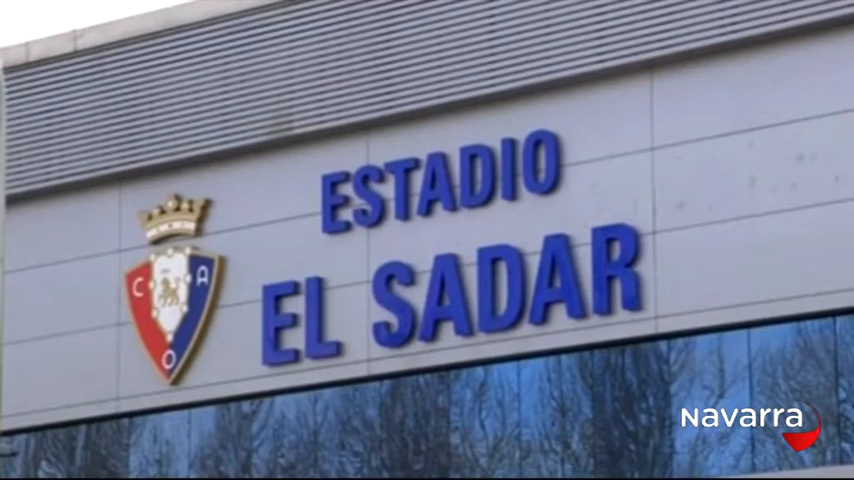 ESTADIO
EL SADAR
C A
O
Navarra